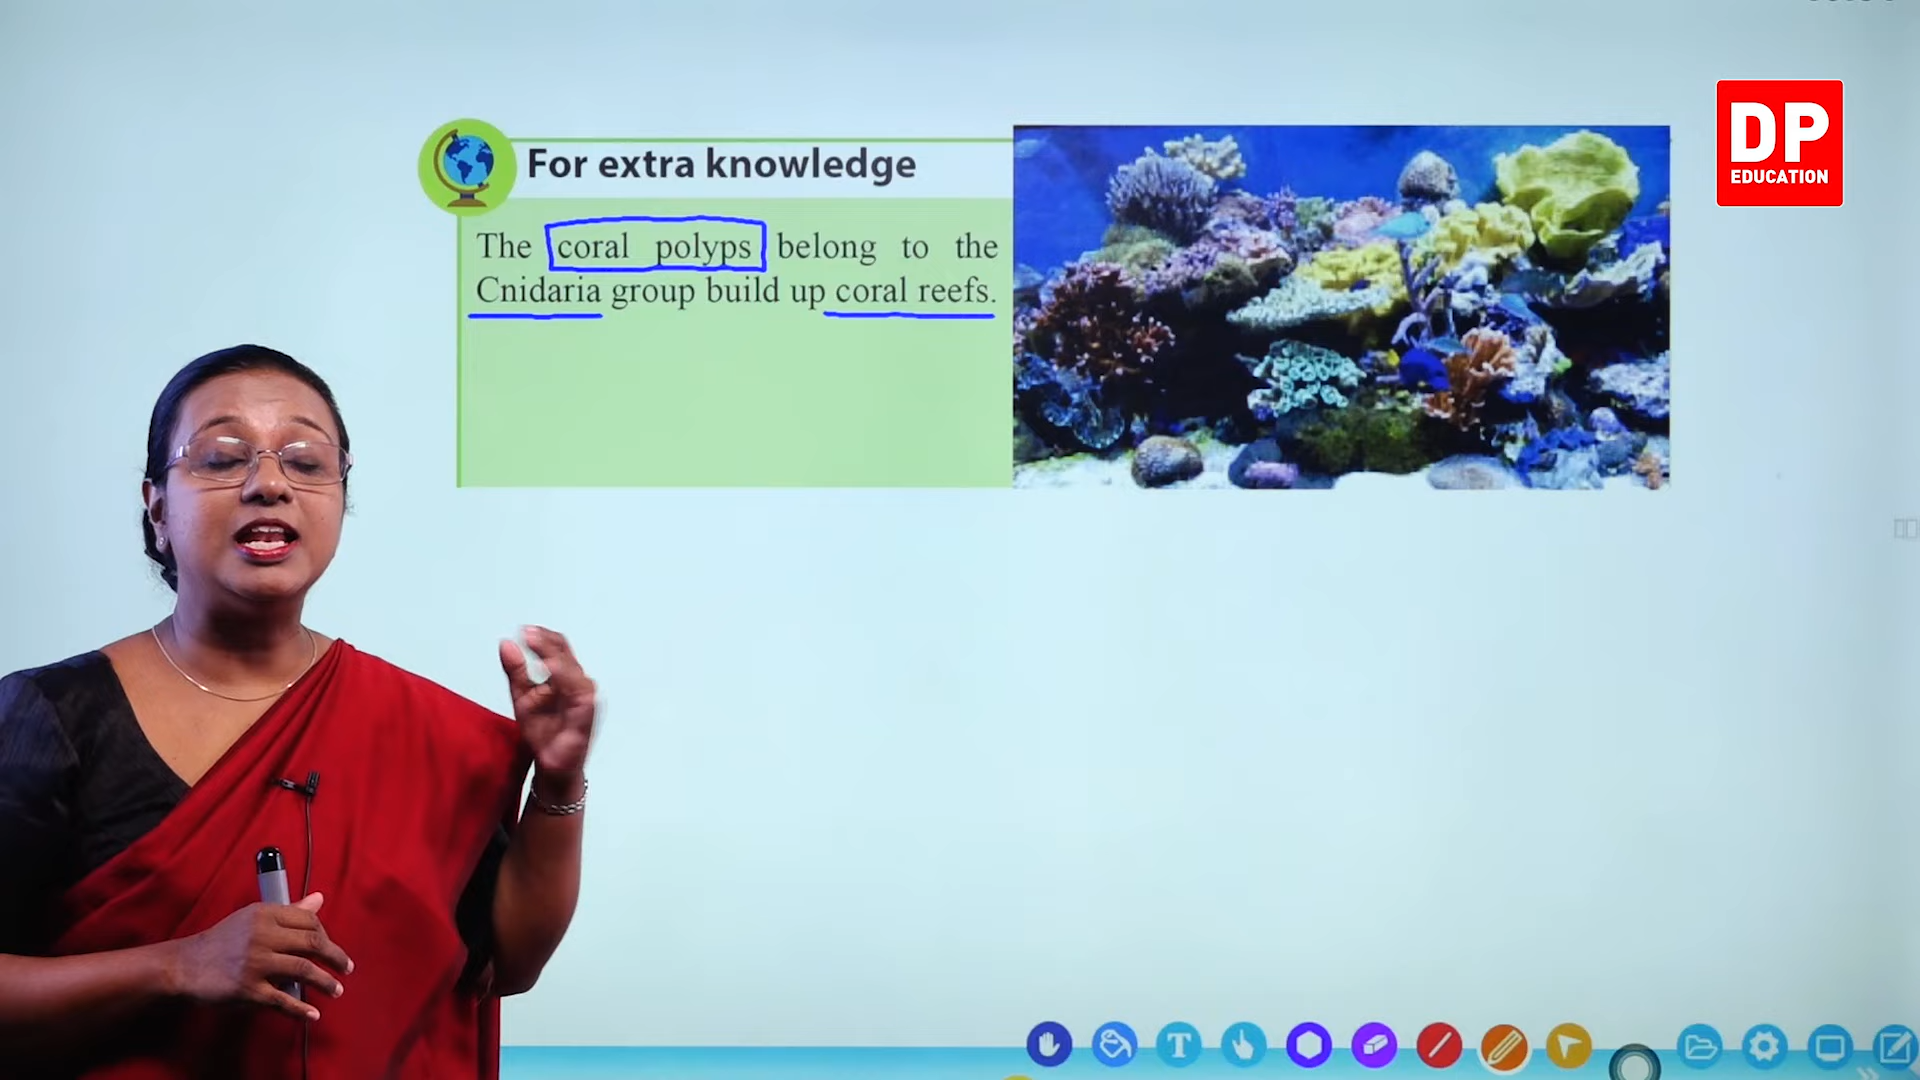 DP
EDUCATION
For extra knowledge
The coral polyps belong to the
Cnidaria group build up coral reefs.
T